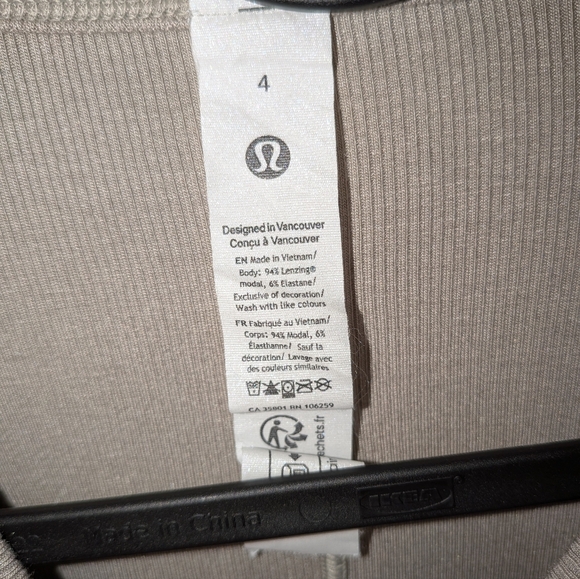 4
Designed in Vancouver
Conçu à Vancouver
EN Made in Vietnam/
Body: 94% Lenzing®
modal, 6% Elastane/
Exclusive of decoration/
Wash with like colours
FR Fabriqué au Vietnam/
Corps: 94% Modal, 6%
Élasthanne/ Sauf la
décoration/ Lavage avec
des couleurs similaires
CA 35801 RN 106259
echets.fr
Made in China